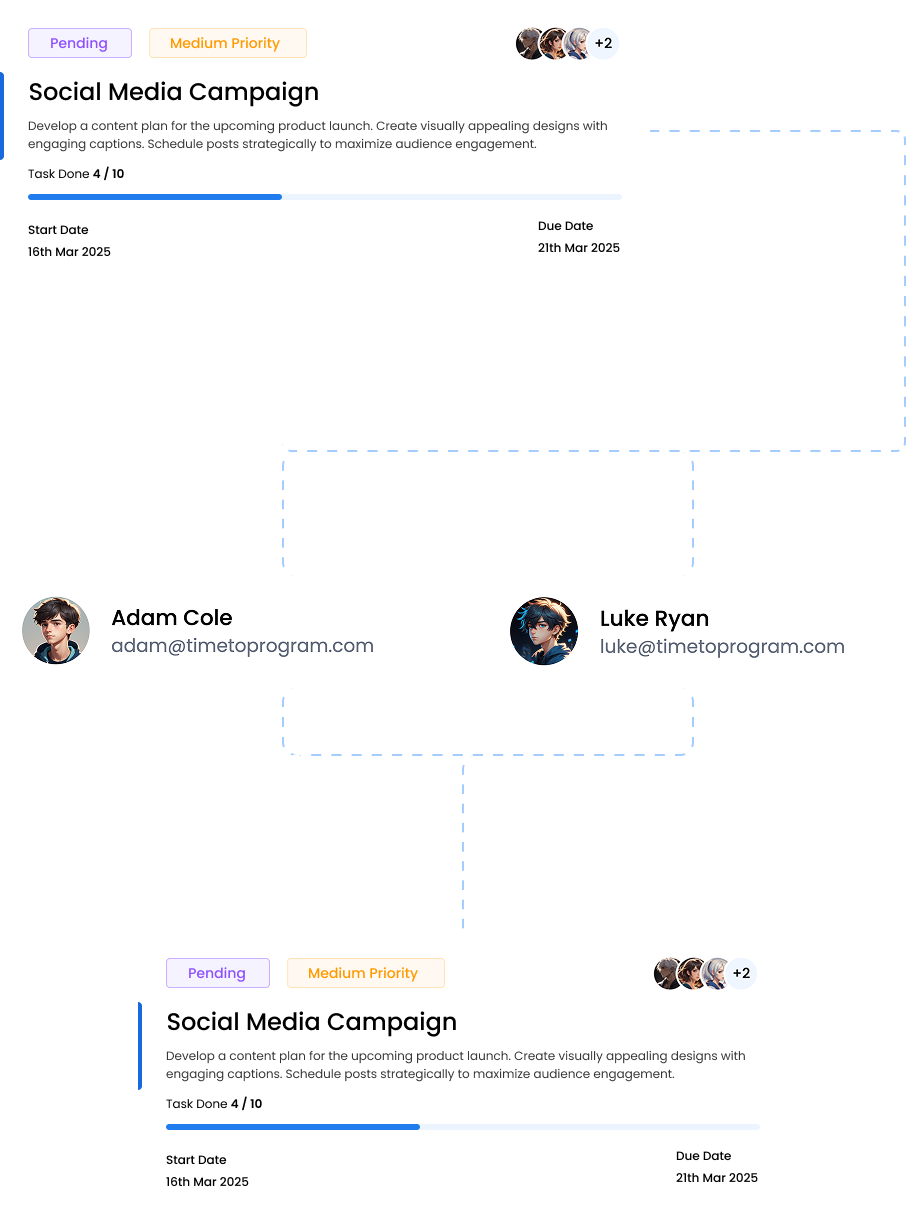 Pending
Medium Priority
+2
Social Media Campaign
Develop a content plan for the upcoming product launch. Create visually appealing designs with
engaging captions. Schedule posts strategically to maximize audience engagement.
Task Done 4 / 10
Start Date
Due Date
16th Mar 2025
21th Mar 2025
Adam Cole
adam@timetoprogram.com
Luke Ryan
luke@timetoprogram.com
Pending
Medium Priority
+2
Social Media Campaign
Develop a content plan for the upcoming product launch. Create visually appealing designs with
engaging captions. Schedule posts strategically to maximize audience engagement.
Task Done 4 / 10
Start Date
Due Date
16th Mar 2025
21th Mar 2025